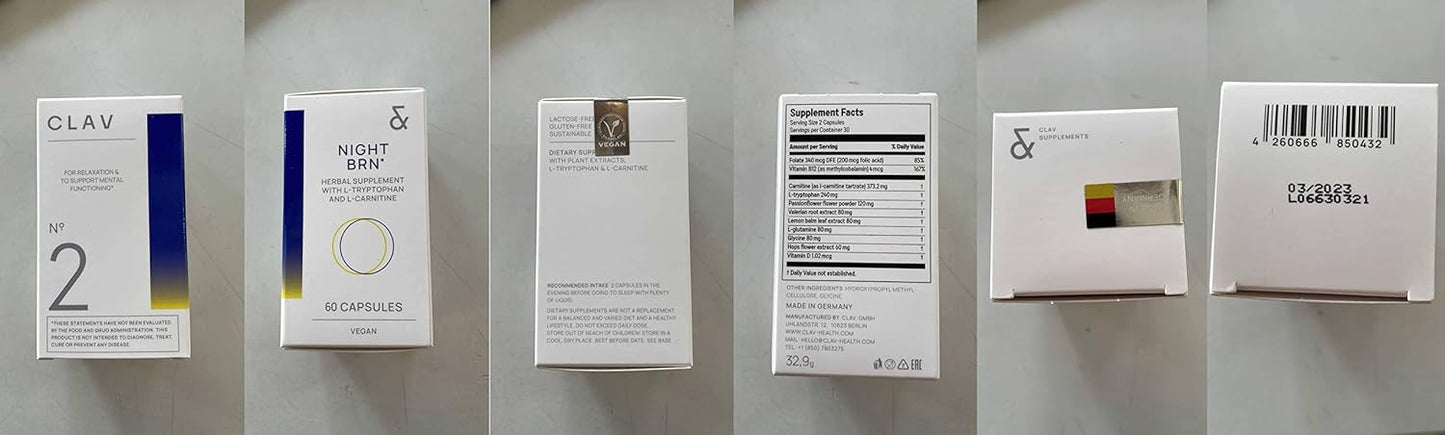 CLAV
FOR RELAXATION &
TO SUPPORT MENTAL
FUNCTIONING*
Nº
2
*THESE STATEMENTS HAVE NOT BEEN EVALUATED
BY THE FOOD AND DRUG ADMINISTRATION. THIS
PRODUCT IS NOT INTENDED TO DIAGNOSE, TREAT,
CURE OR PREVENT ANY DISEASE.
&
NIGHT
BRN*
HERBAL SUPPLEMENT
WITH L-TRYPTOPHAN
AND L-CARNITINE
60 CAPSULES
VEGAN
LACTOSE-FREE
GLUTEN-FREE
SUSTAINABLE
VEGAN
DIETARY
WITH PLANT EXTRACTS,
L-TRYPTOPHAN & L-CARNITINE
RECOMMENDED INTAKE: 2 CAPSULES IN THE
EVENING BEFORE GOING TO SLEEP WITH PLENTY
OF LIQUID.
DIETARY SUPPLEMENTS ARE NOT A REPLACEMENT
FOR A BALANCED AND VARIED DIET AND A HEALTHY
LIFESTYLE. DO NOT EXCEED DAILY DOSE.
STORE OUT OF REACH OF CHILDREN! STORE IN A
COOL, DRY PLACE. BEST BEFORE DATE: SEE BASE
Supplement Facts
Serving Size 2 Capsules
Servings per Container 30
Amount per Serving % Daily Value
Folate 340 mcg DFE (200 mcg folic acid) 85%
Vitamin B12 (as methylcobalamin) 4 mcg 167%
Carnitine (as l-carnitine tartrate) 373,2 mg †
L-tryptophan 240 mg †
Passionflower flower powder 120 mg †
Valerian root extract 80 mg †
Lemon balm leaf extract 80 mg †
L-glutamine 80 mg †
Glycine 80 mg †
Hops flower extract 60 mg †
Vitamin D 1.02 mcg †
† Daily Value not established.
OTHER INGREDIENTS: HYDROXYPROPYL METHYL-
CELLULOSE, GLYCINE
MADE IN GERMANY
MANUFACTURED BY: CLAV GMBH
UHLANDSTR. 12, 10623 BERLIN
WWW.CLAV-HEALTH.COM
MAIL: HELLO@CLAV-HEALTH.COM
TEL: +1 (650) 7803275
32,9g
EAC
&
CLAV
SUPPLEMENTS
MADE IN
GERMANY
4 260666 850432
03/2023
L06630321